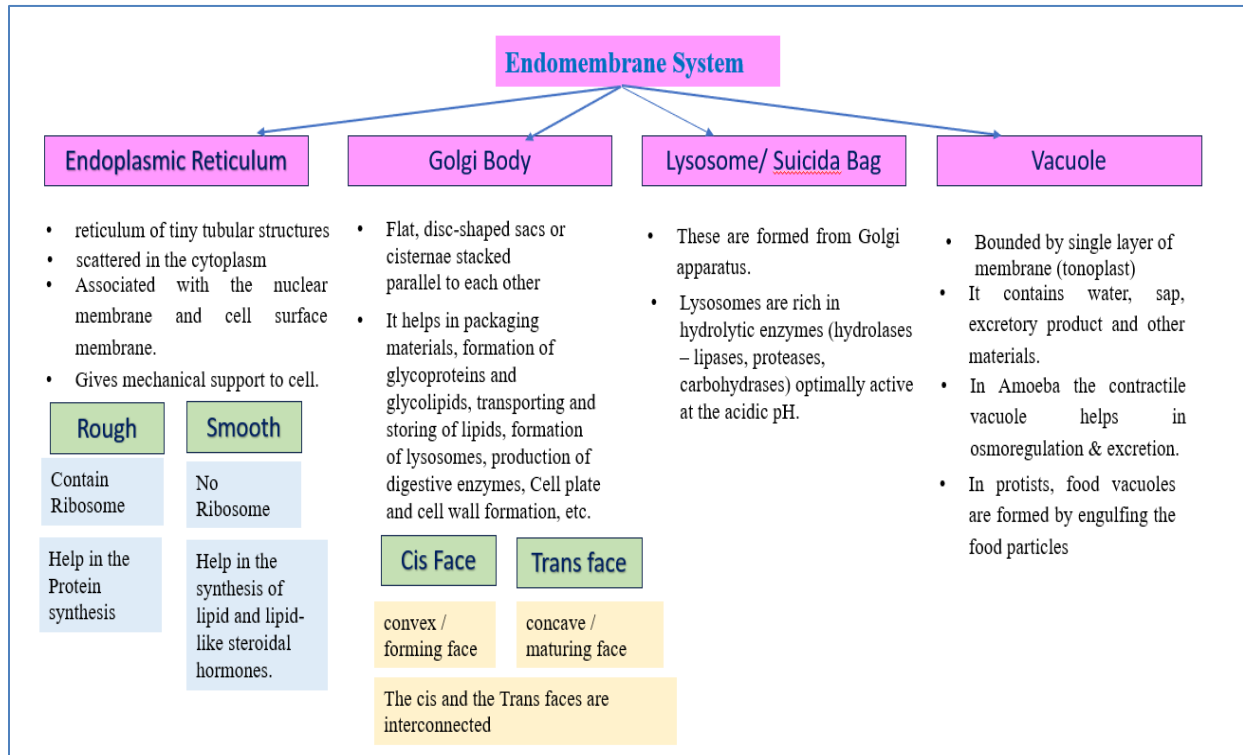 Endomembrane System
Endoplasmic Reticulum
• reticulum of tiny tubular structures
• scattered in the cytoplasm
• Associated with the nuclear
membrane and cell surface
membrane.
• Gives mechanical support to cell.
Rough
Contain
Ribosome
Help in the
Protein
synthesis
Smooth
No
Ribosome
Help in the
synthesis of
lipid and lipid-
like steroidal
hormones.
Golgi Body
• Flat, disc-shaped sacs or
cisternae stacked
parallel to each other
• It helps in packaging
materials, formation of
glycoproteins and
glycolipids, transporting and
storing of lipids, formation
of lysosomes, production of
digestive enzymes, Cell plate
and cell wall formation, etc.
Cis Face
convex /
forming face
Trans face
concave /
maturing face
The cis and the Trans faces are
interconnected
Lysosome/ Suicida Bag
• These are formed from Golgi
apparatus.
• Lysosomes are rich in
hydrolytic enzymes (hydrolases
– lipases, proteases,
carbohydrases) optimally active
at the acidic pH.
Vacuole
• Bounded by single layer of
membrane (tonoplast)
• It contains water, sap,
excretory product and other
materials.
• In Amoeba the contractile
vacuole helps in
osmoregulation & excretion.
• In protists, food vacuoles
are formed by engulfing the
food particles